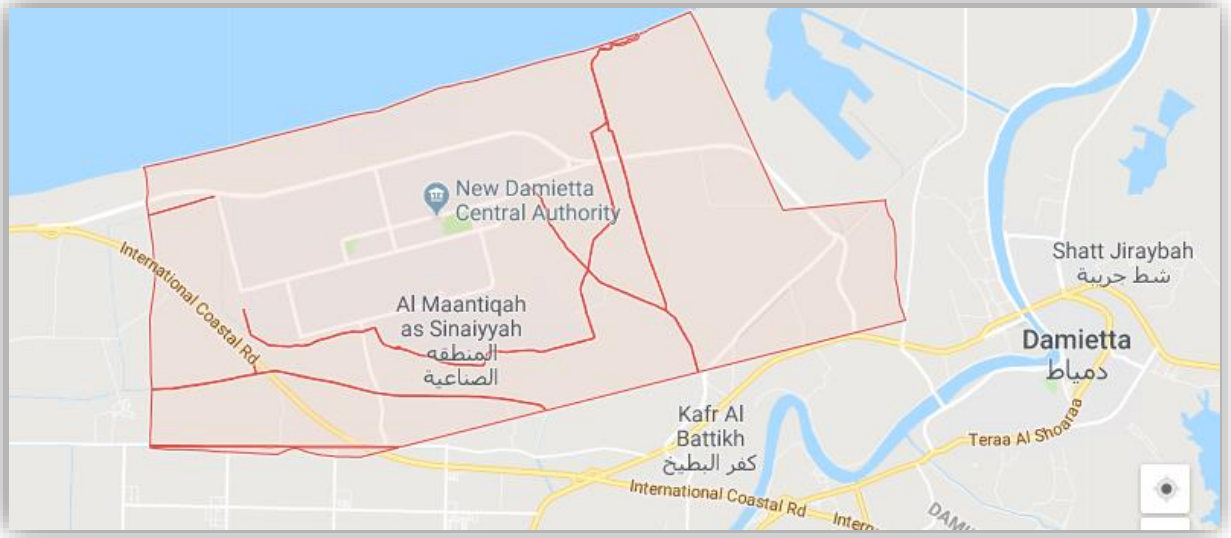 New Damietta
Central Authority
International Coastal Rd
Al Maantiqah
as Sinaiyyah
المنطقه
الصناعية
Shatt Jiraybah
شط جريبة
Damietta
دمياط
Kafr Al
Battikh
كفر البطيخ
Teraa Al Shoaraa
International Coastal Rd